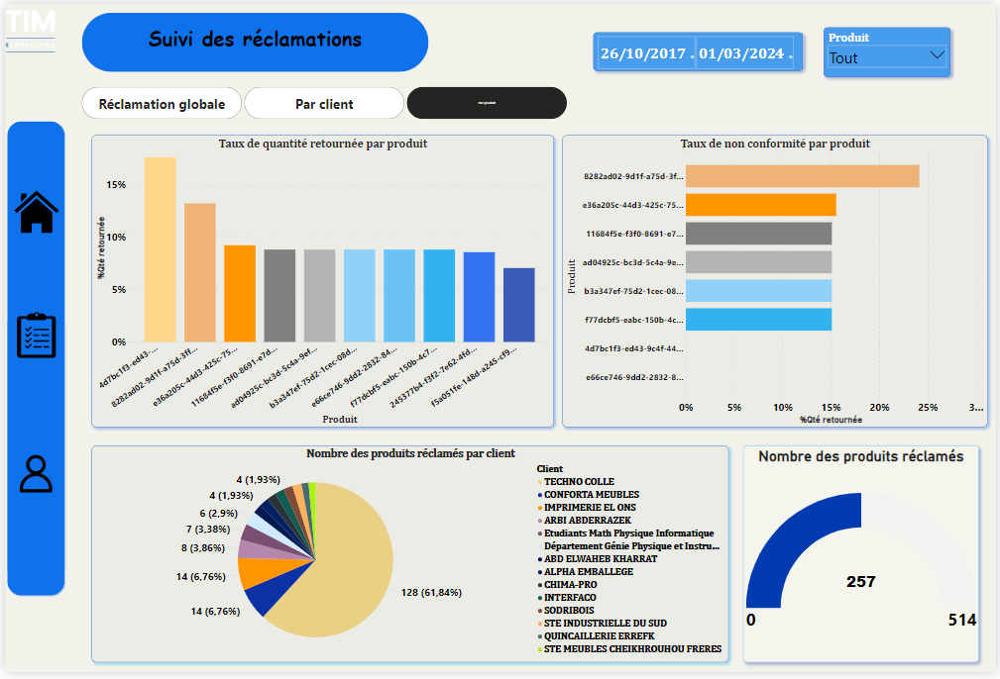 TIM
Suivi des réclamations
26/10/2017 . 01/03/2024 .
Produit
Tout
Réclamation globale
Par client
Par produit
Taux de quantité retournée par produit
%Qté retournée
15%
10%
5%
0%
4d7bc1f3-ed43-...
8282ad02-9d1f-a75d-3ff...
e36a205c-44d3-425c-75...
11684f5e-f3f0-8691-e7d...
ad04925c-bc3d-5c4a-9ef...
b3a347ef-75d2-1cec-08d...
e66ce746-9dd2-2832-84...
f77dcbf5-eabc-150b-4c7...
245377b4-f3f2-7e62-4fd...
f5a051fe-148d-a245-cf9...
Produit
Taux de non conformité par produit
Produit
8282ad02-9d1f-a75d-3f...
e36a205c-44d3-425c-75...
11684f5e-f3f0-8691-e7...
ad04925c-bc3d-5c4a-9e...
b3a347ef-75d2-1cec-08...
f77dcbf5-eabc-150b-4c...
4d7bc1f3-ed43-9c4f-44...
e66ce746-9dd2-2832-8...
0% 5% 10% 15% 20% 25% 3...
%Qté retournée
Nombre des produits réclamés par client
4 (1,93%)
4 (1,93%)
6 (2,9%)
7 (3,38%)
8 (3,86%)
14 (6,76%)
14 (6,76%)
128 (61,84%)
Client
TECHNO COLLE
CONFORTA MEUBLES
IMPRIMERIE EL ONS
ARBI ABDERRAZEK
Etudiants Math Physique Informatique
Département Génie Physique et Instru...
ABD ELWAHEB KHARRAT
ALPHA EMBALLEGE
CHIMA-PRO
INTERFACO
SODRIBOIS
STE INDUSTRIELLE DU SUD
QUINCAILLERIE ERREFK
STE MEUBLES CHEIKHROUHOU FRERES
Nombre des produits réclamés
257
0
514